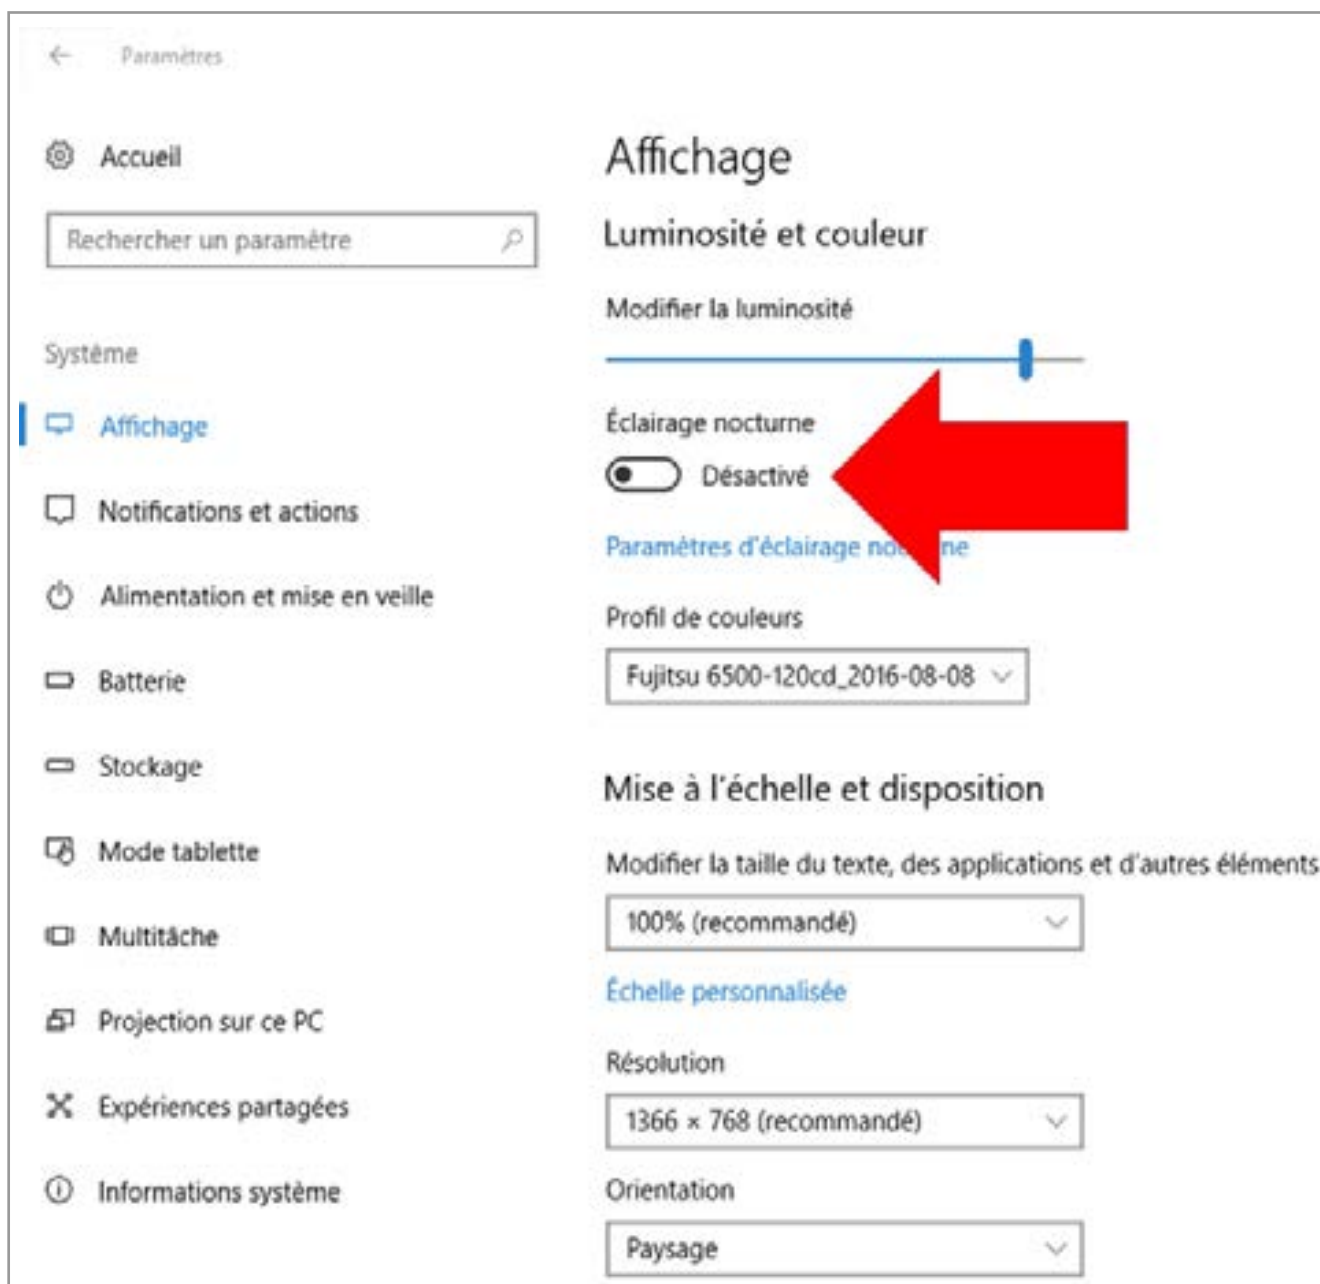 Paramètres
Accueil
Rechercher un paramètre
Système
Affichage
Notifications et actions
Alimentation et mise en veille
Batterie
Stockage
Mode tablette
Multitâche
Projection sur ce PC
Expériences partagées
Informations système
Affichage
Luminosité et couleur
Modifier la luminosité
Éclairage nocturne
Désactivé
Paramètres d'éclairage
Profil de couleurs
Fujitsu 6500-120cd_2016-08-08
Mise à l'échelle et disposition
Modifier la taille du texte, des applications et d'autres éléments
100% (recommandé)
Échelle personnalisée
Résolution
1366 × 768 (recommandé)
Orientation
Paysage